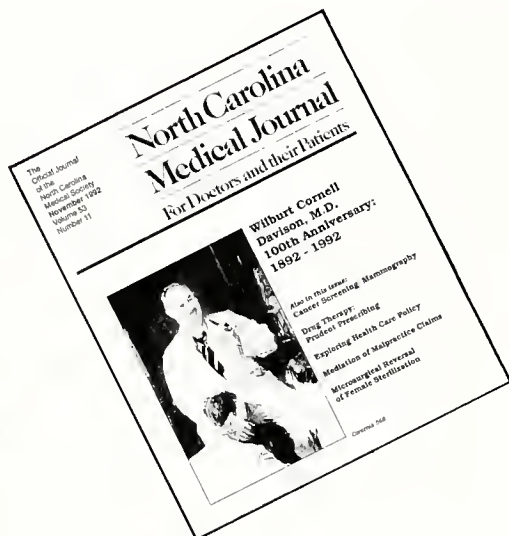 The
Official Journal
of the
North Carolina
Medical Society
November 1992
Volume 53
Number 11
North Carolina
Medical Journal
For Doctors and their Patients
Wilburt Cornell
Davison, M.D.
100th Anniversary:
1892 - 1992
Also in this issue:
Cancer Screening Mammography
Drug Therapy:
Prudent Prescribing
Exploring Health Care Policy
Mediation of Malpractice Claims
Microsurgical Reversal
of Female Sterilization